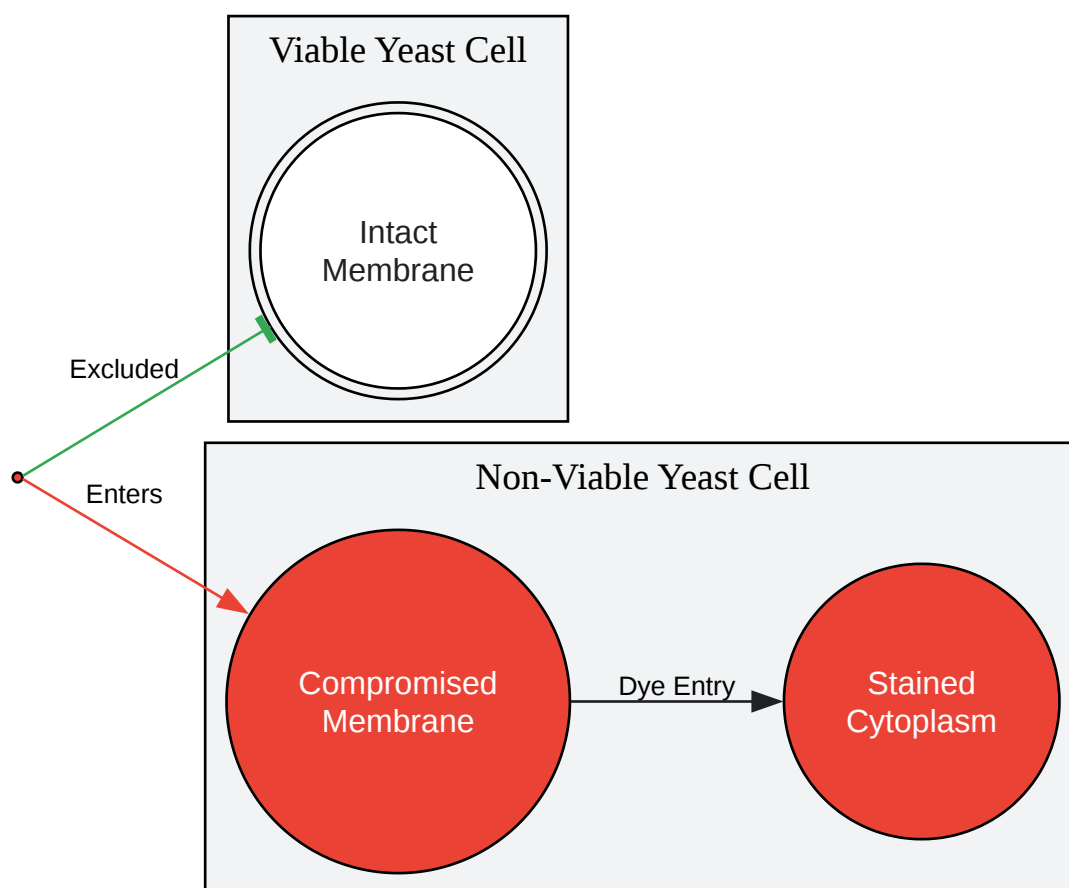 Viable Yeast Cell
Intact
Membrane
Excluded
Enters
Non-Viable Yeast Cell
Compromised
Membrane
Dye Entry
Stained
Cytoplasm